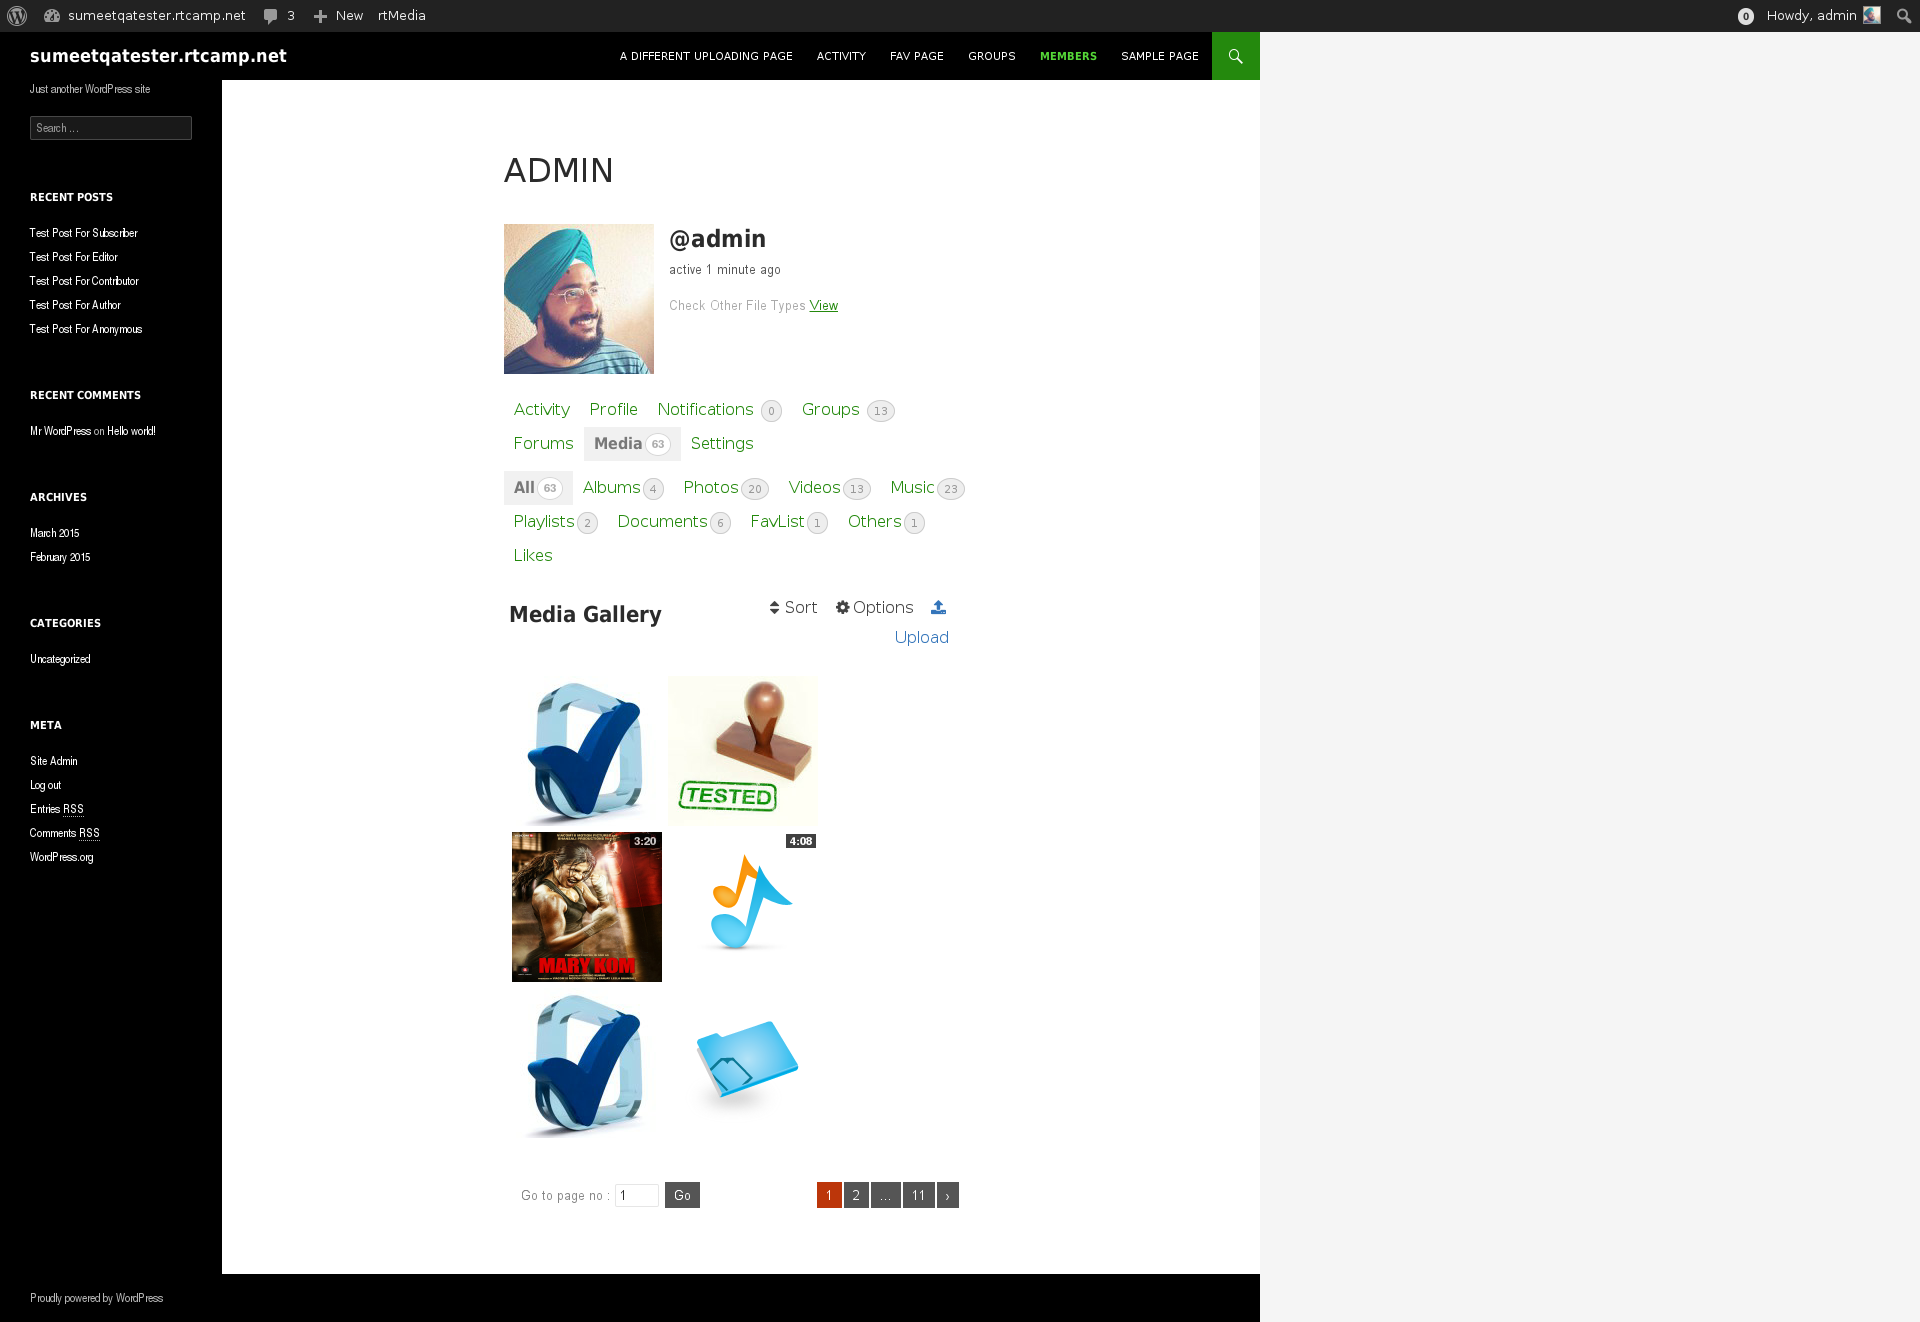 sumeetqatester.rtcamp.net 3 New rtMedia 0 Howdy, admin
sumeetqatester.rtcamp.net A DIFFERENT UPLOADING PAGE ACTIVITY FAV PAGE GROUPS MEMBERS SAMPLE PAGE
Just another WordPress site
Search ...
RECENT POSTS
Test Post For Subscriber
Test Post For Editor
Test Post For Contributor
Test Post For Author
Test Post For Anonymous
RECENT COMMENTS
Mr WordPress on Hello world!
ARCHIVES
March 2015
February 2015
CATEGORIES
Uncategorized
META
Site Admin
Log out
Entries RSS
Comments RSS
WordPress.org
ADMIN
@admin
active 1 minute ago
Check Other File Types View
Activity Profile Notifications 0 Groups 13
Forums Media 63 Settings
All 63 Albums 4 Photos 20 Videos 13 Music 23
Playlists 2 Documents 6 FavList 1 Others 1
Likes
Media Gallery Sort Options
Upload
TESTED
3:20 4:08
MARY KOM
Go to page no : 1 Go 1 2 ... 11 ›
Proudly powered by WordPress